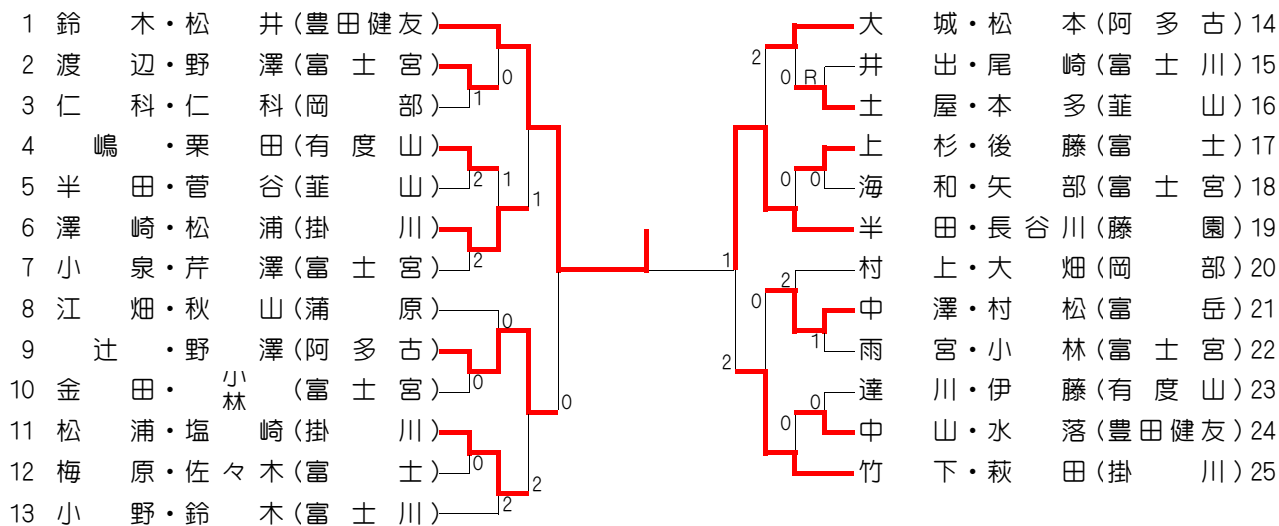 1 鈴木・松井(豊田健友)
2 渡辺・野澤(富士宮)
3 仁科・仁科(岡部)
4 嶋・栗田(有度山)
5 半田・菅谷(韮山)
6 澤崎・松浦(掛川)
7 小泉・芹澤(富士宮)
8 江畑・秋山(蒲原)
9 辻・野澤(阿多古)
10 金田・小林(富士宮)
11 松浦・塩崎(掛川)
12 梅原・佐々木(富士)
13 小野・鈴木(富士川)
0
1
2
1
1
2
0
0
0
0
2
2
大城・松本(阿多古)14
井出・尾崎(富士川)15
土屋・本多(韮山)16
上杉・後藤(富士)17
海和・矢部(富士宮)18
半田・長谷川(藤園)19
村上・大畑(岡部)20
中澤・村松(富岳)21
雨宮・小林(富士宮)22
達川・伊藤(有度山)23
中山・水落(豊田健友)24
竹下・萩田(掛川)25
2
0 R
0 0
1
2
0
1
2
0
0